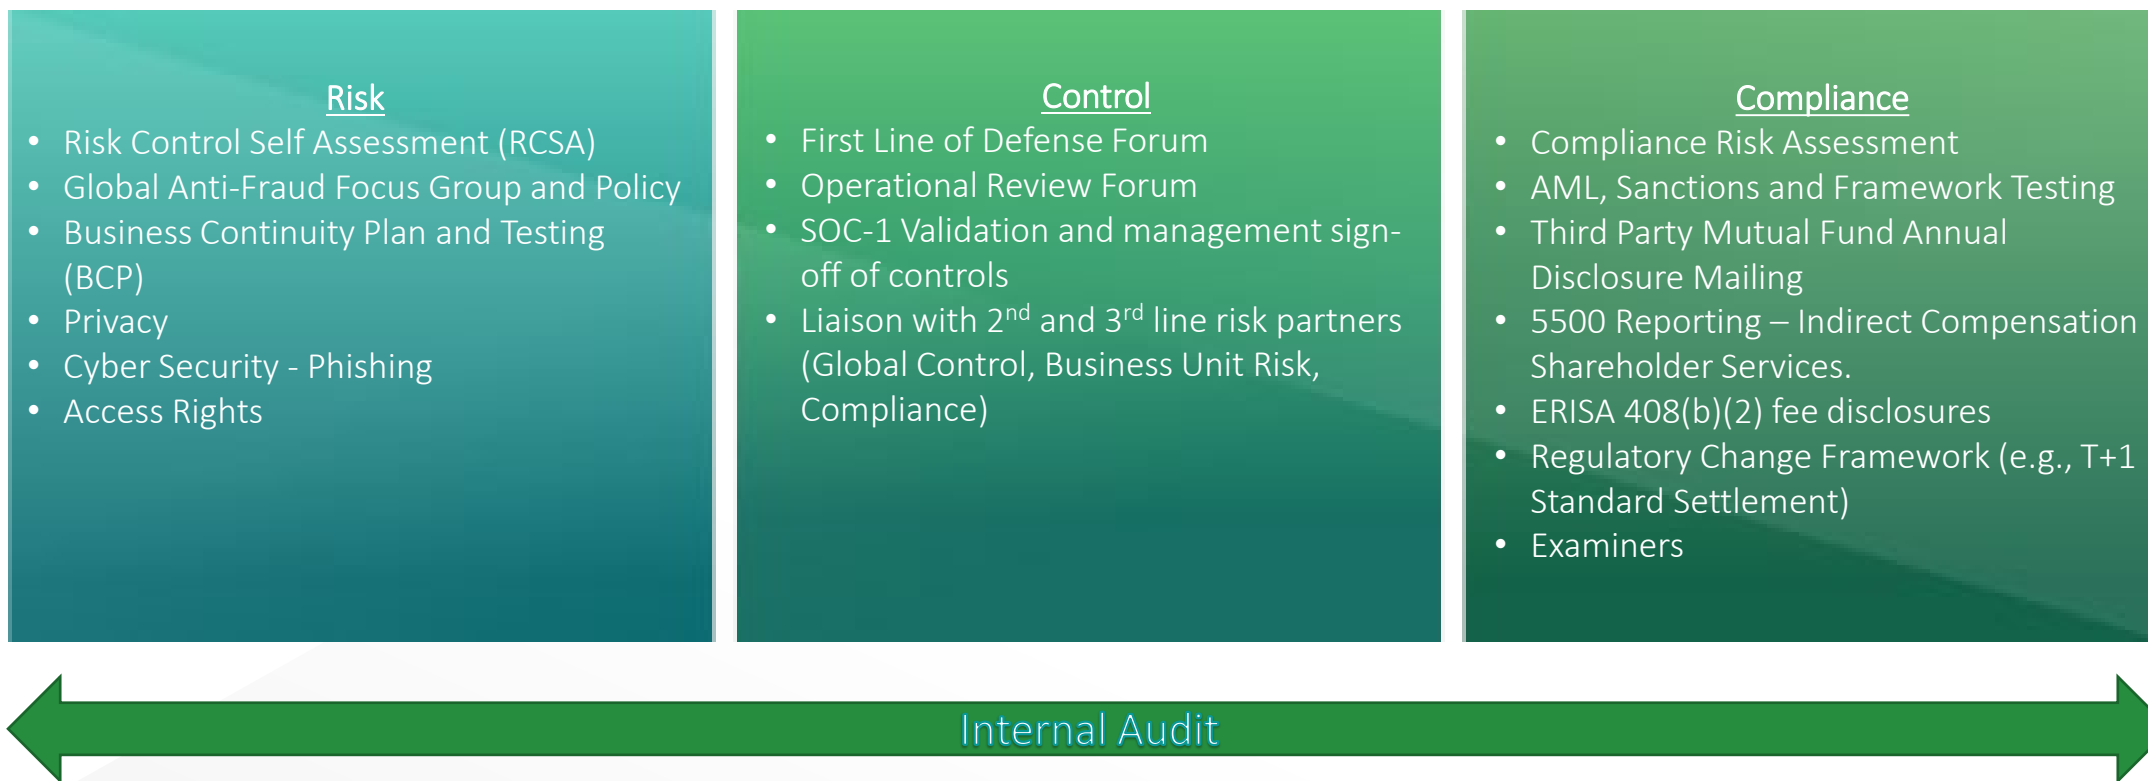 Risk
• Risk Control Self Assessment (RCSA)
• Global Anti-Fraud Focus Group and Policy
• Business Continuity Plan and Testing
(BCP)
• Privacy
• Cyber Security - Phishing
• Access Rights
Control
• First Line of Defense Forum
• Operational Review Forum
• SOC-1 Validation and management sign-
off of controls
• Liaison with 2nd and 3rd line risk partners
(Global Control, Business Unit Risk,
Compliance)
Compliance
• Compliance Risk Assessment
• AML, Sanctions and Framework Testing
• Third Party Mutual Fund Annual
Disclosure Mailing
• 5500 Reporting – Indirect Compensation
Shareholder Services.
• ERISA 408(b)(2) fee disclosures
• Regulatory Change Framework (e.g., T+1
Standard Settlement)
• Examiners
Internal Audit